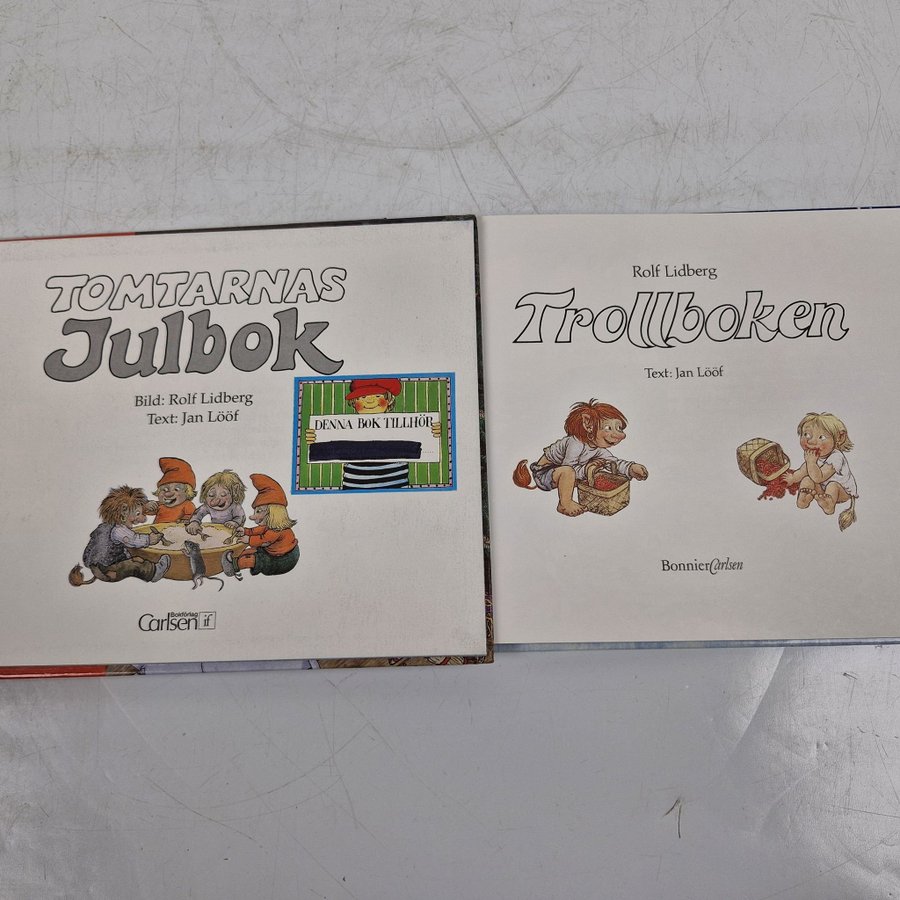 TOMTARNAS
Julbok
Bild: Rolf Lidberg
Text: Jan Lööf
DENNA BOK TILLHÖR
Bokförlag
Carlsen if
Rolf Lidberg
Trollboken
Text: Jan Lööf
BonnierCarlsen